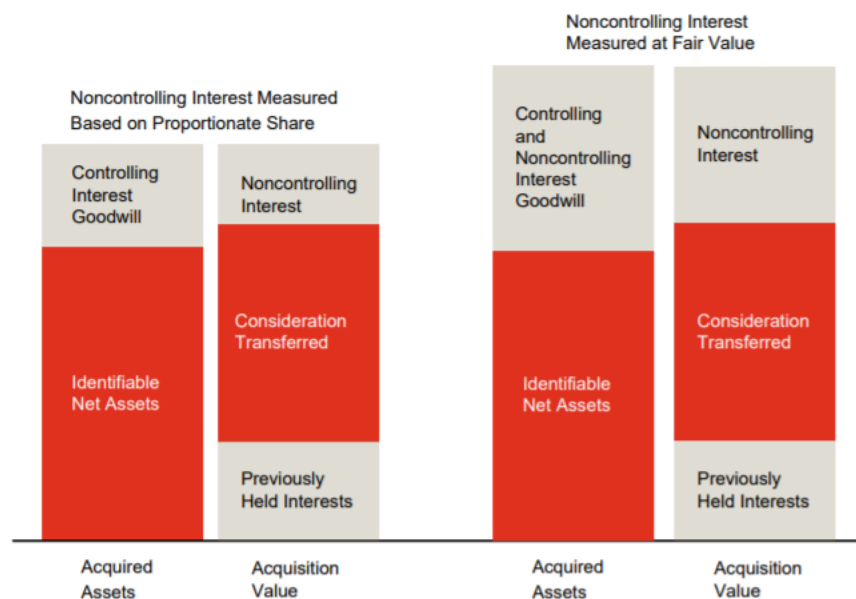 Noncontrolling Interest Measured
Based on Proportionate Share
Controlling
Interest
Goodwill
Identifiable
Net Assets
Noncontrolling
Interest
Consideration
Transferred
Previously
Held Interests
Acquired
Assets
Acquisition
Value
Noncontrolling Interest
Measured at Fair Value
Controlling
and
Noncontrolling
Interest
Goodwill
Identifiable
Net Assets
Noncontrolling
Interest
Consideration
Transferred
Previously
Held Interests
Acquired
Assets
Acquisition
Value